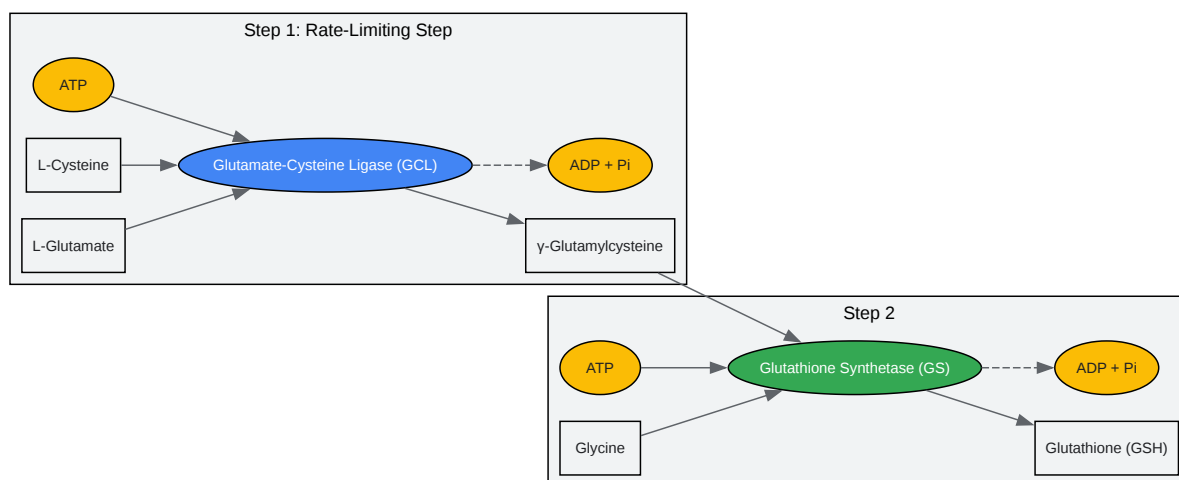 Step 1: Rate-Limiting Step
ATP
L-Cysteine
Glutamate-Cysteine Ligase (GCL)
ADP + Pi
L-Glutamate
γ-Glutamylcysteine
Step 2
ATP
Glutathione Synthetase (GS)
ADP + Pi
Glycine
Glutathione (GSH)